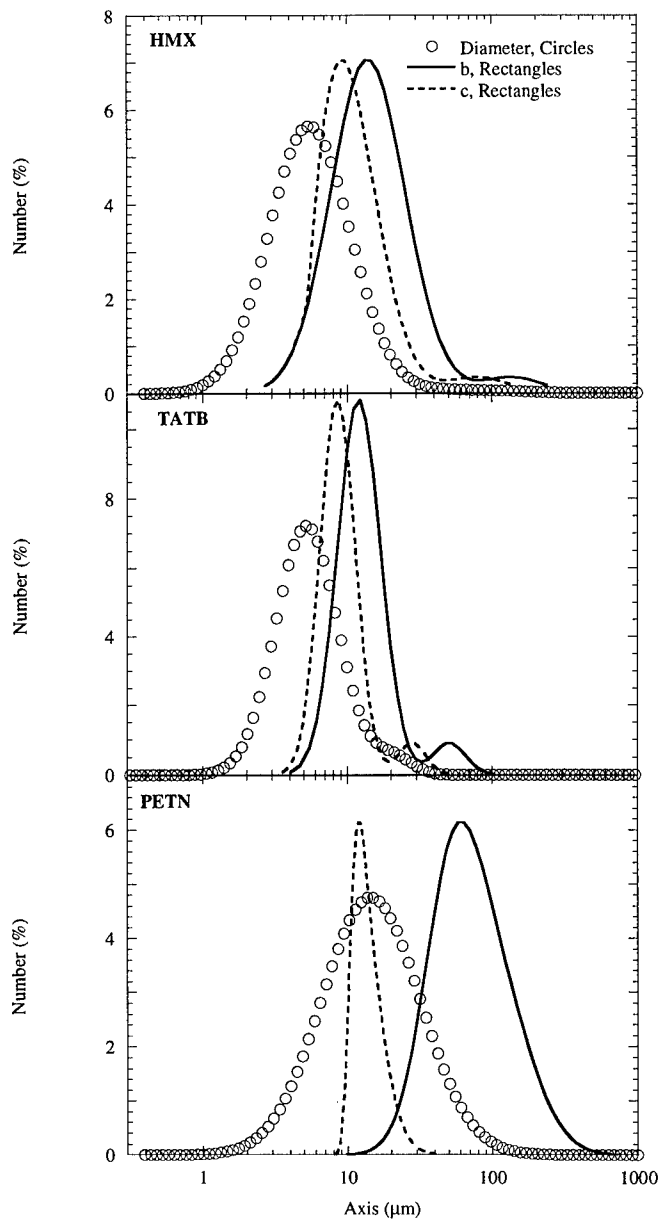 HMX
Diameter, Circles
b, Rectangles
c, Rectangles
8
6
4
2
0
Number (%)
TATB
8
4
0
Number (%)
PETN
6
4
2
0
Number (%)
1
10
100
1000
Axis (µm)